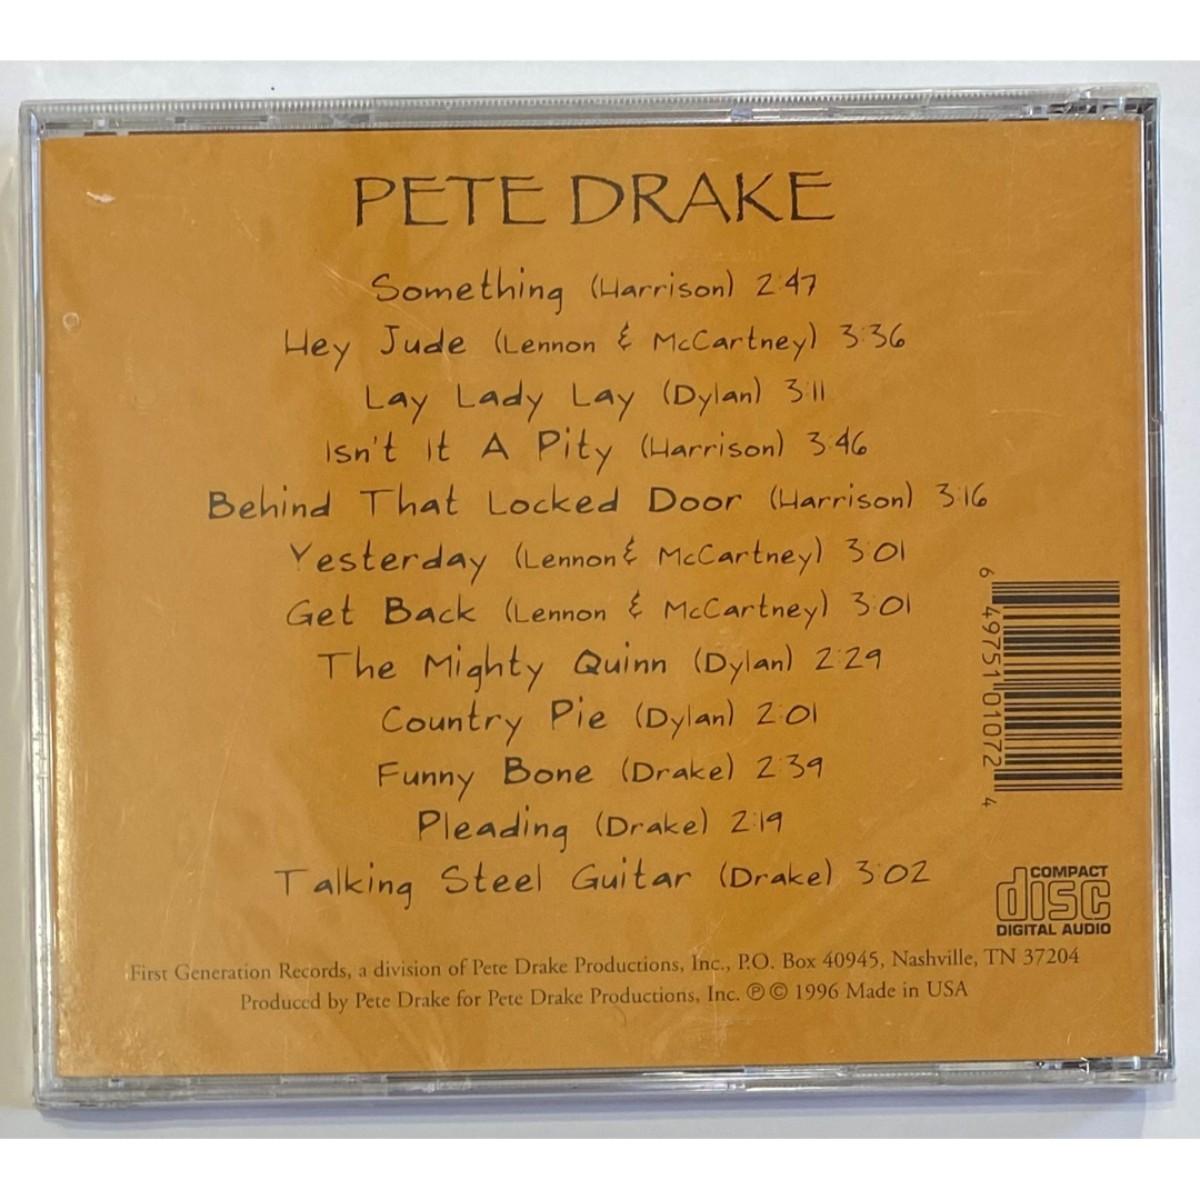 PETE DRAKE
Something (Harrison) 2:47
Hey Jude (Lennon & McCartney) 3:36
Lay Lady Lay (Dylan) 3:11
Isn't It A Pity (Harrison) 3:46
Behind That Locked Door (Harrison) 3:16
Yesterday (Lennon & McCartney) 3:01
Get Back (Lennon & McCartney) 3:01
The Mighty Quinn (Dylan) 2:29
Country Pie (Dylan) 2:01
Funny Bone (Drake) 2:39
Pleading (Drake) 2:19
Talking Steel Guitar (Drake) 3:02
6 49751 01072 4
COMPACT
disc
DIGITAL AUDIO
First Generation Records, a division of Pete Drake Productions, Inc., P.O. Box 40945, Nashville, TN 37204
Produced by Pete Drake for Pete Drake Productions, Inc. ℗ © 1996 Made in USA